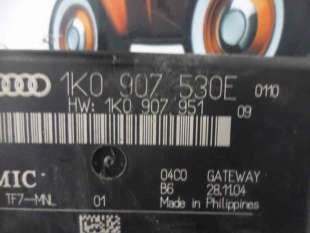 1K0 907 530E 0110
HW: 1K0 907 951 09
MIC
TF7-MNL 01
04C0 GATEWAY
B6 28.11.04
Made in Philippines